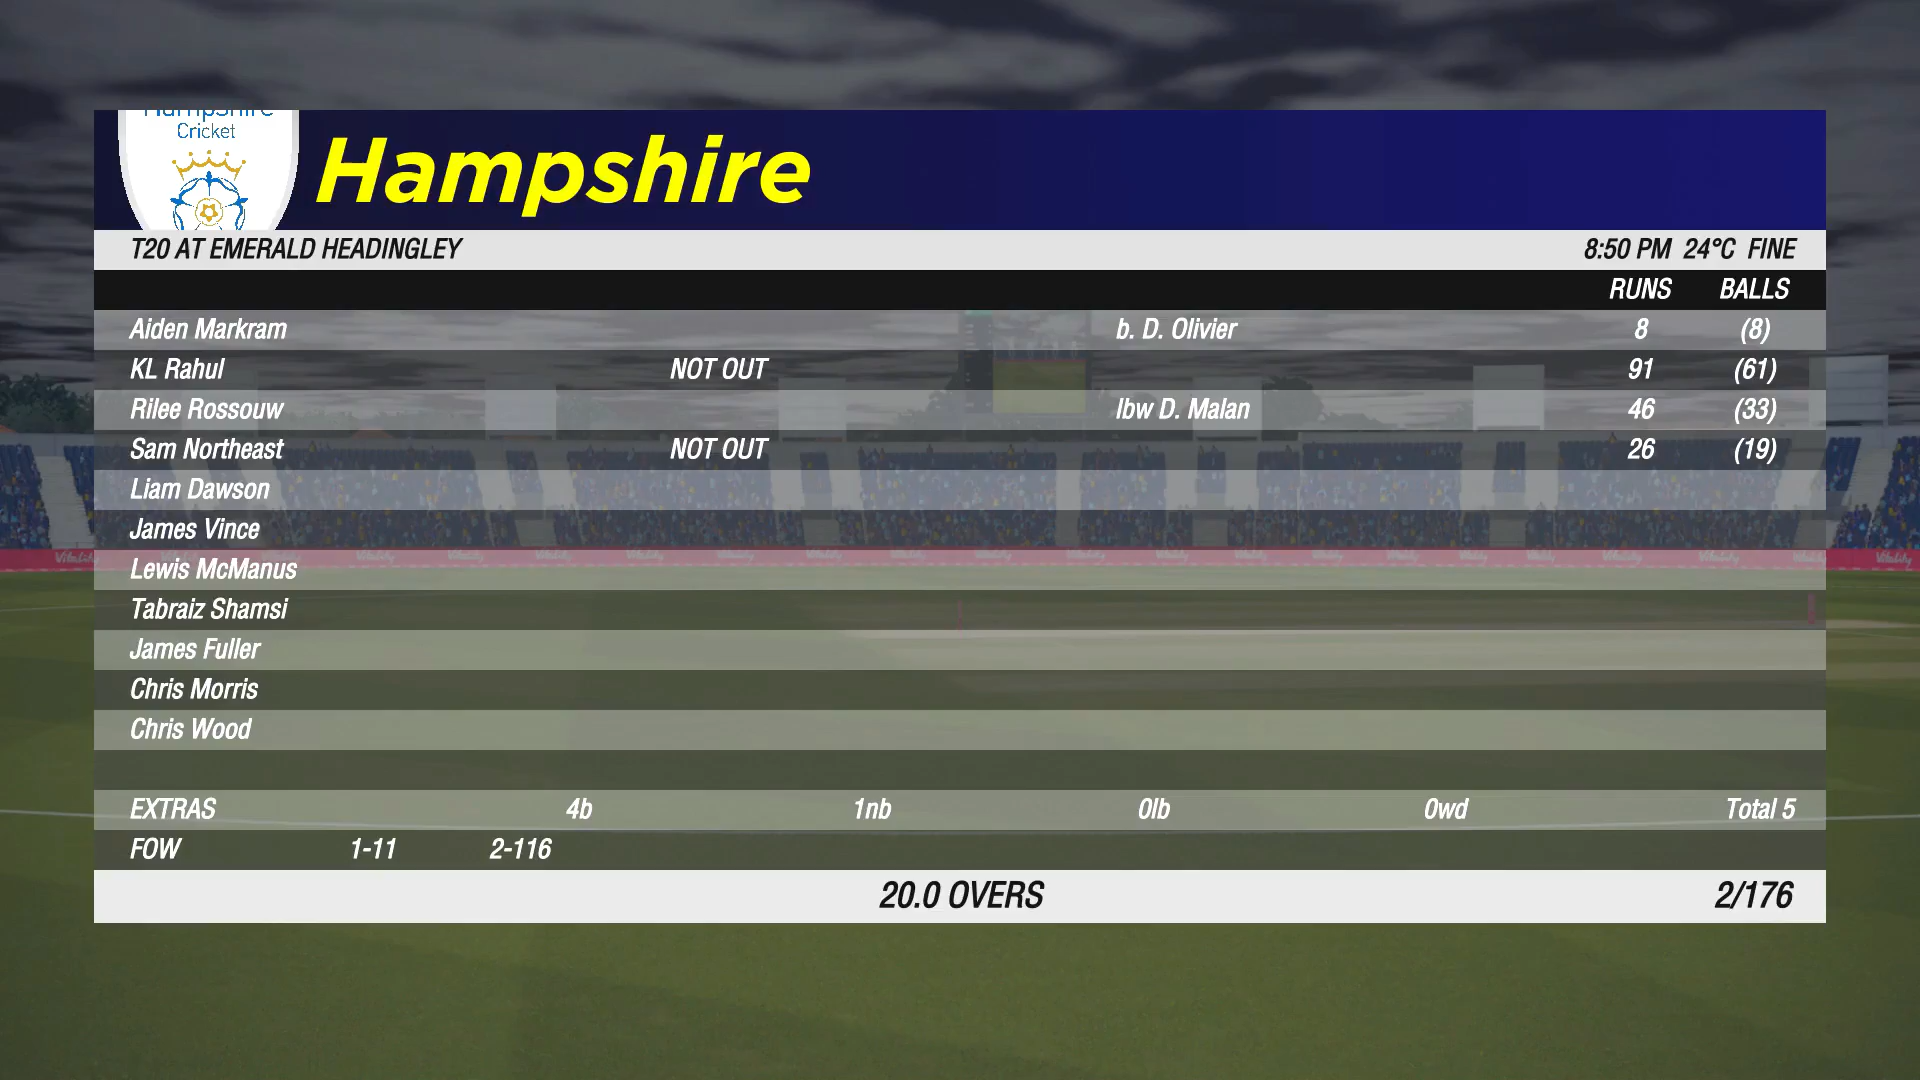 Hampshire
Cricket
Hampshire
T20 AT EMERALD HEADINGLEY 8:50 PM 24°C FINE
RUNS BALLS
Aiden Markram b. D. Olivier 8 (8)
KL Rahul NOT OUT 91 (61)
Rilee Rossouw lbw D. Malan 46 (33)
Sam Northeast NOT OUT 26 (19)
Liam Dawson
James Vince
Lewis McManus
Tabraiz Shamsi
James Fuller
Chris Morris
Chris Wood
EXTRAS 4b 1nb 0lb 0wd Total 5
FOW 1-11 2-116
20.0 OVERS 2/176
Vitality